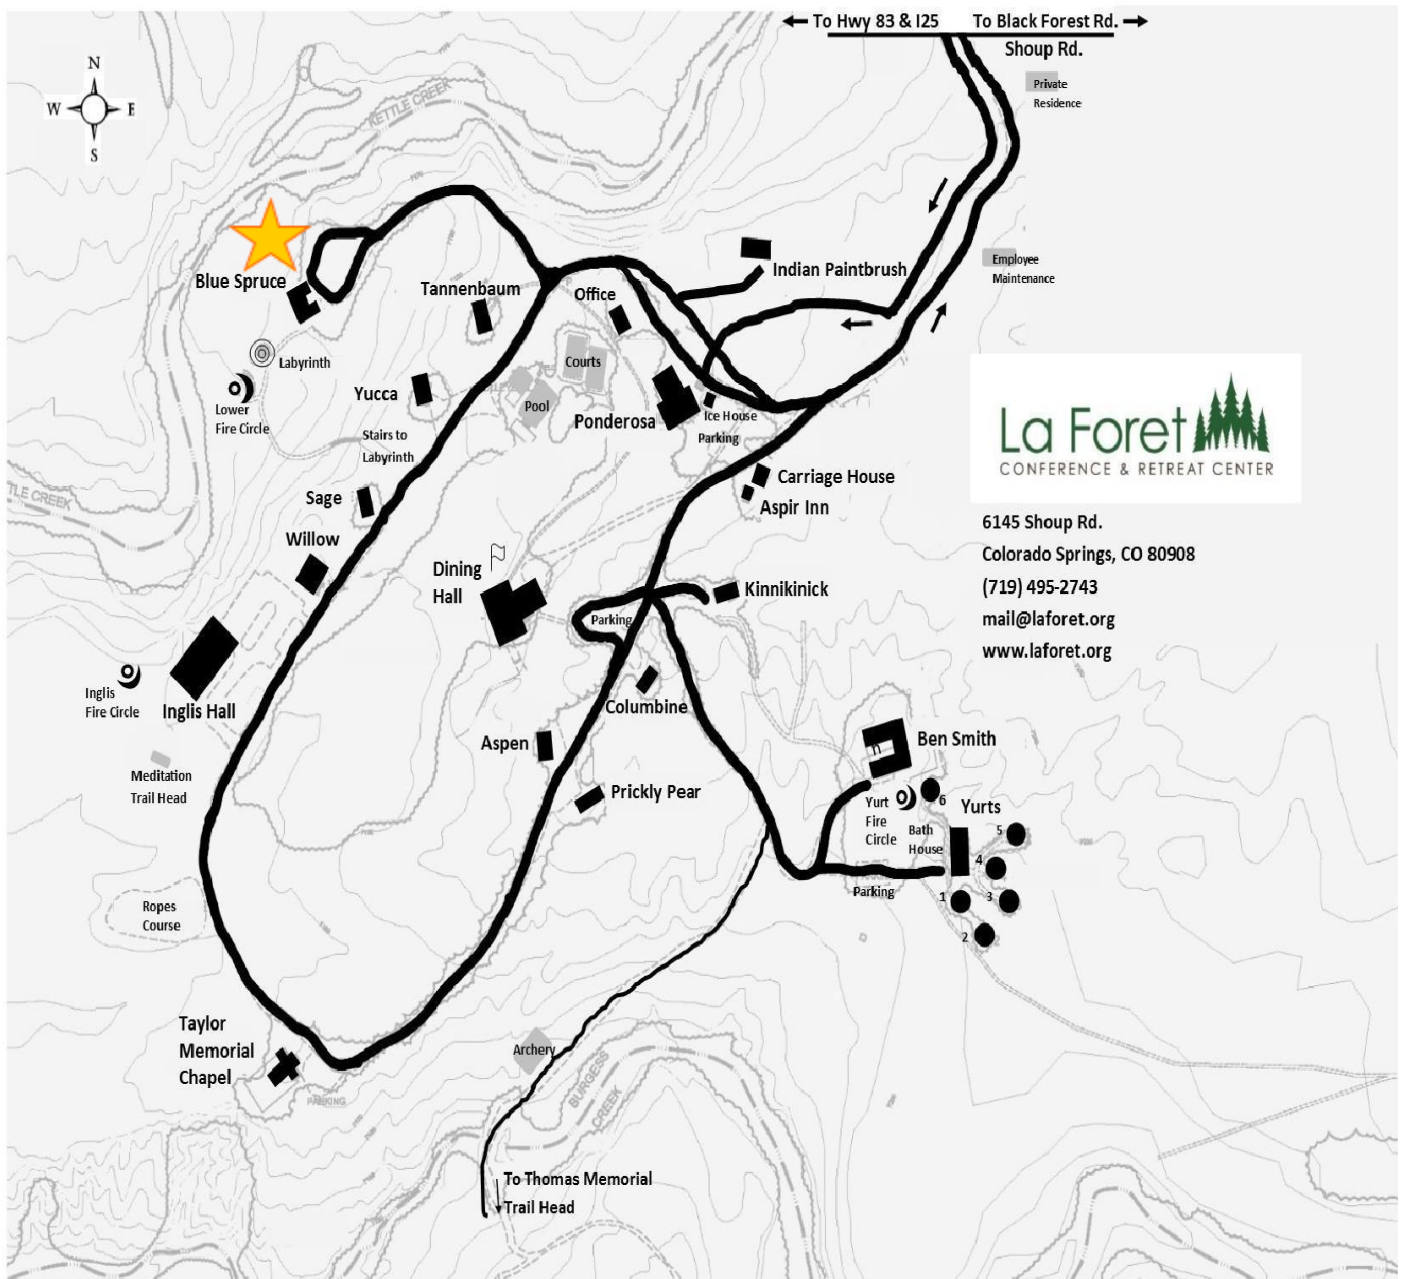 To Hwy 83 & I25 To Black Forest Rd.
Shoup Rd.
Private
Residence
N
W E
S
KETTLE CREEK
Blue Spruce
Tannenbaum
Office
Indian Paintbrush
Employee
Maintenance
Labyrinth
Courts
Lower
Fire Circle
Yucca
Pool
Ponderosa
Ice House
Parking
Stairs to
Labyrinth
La Foret
CONFERENCE & RETREAT CENTER
Carriage House
Aspir Inn
TLE CREEK
Sage
Willow
6145 Shoup Rd.
Colorado Springs, CO 80908
(719) 495-2743
mail@laforet.org
www.laforet.org
Dining
Hall
Kinnikinick
Parking
Inglis
Fire Circle
Inglis Hall
Columbine
Aspen
Prickly Pear
Meditation
Trail Head
Ben Smith
Yurt
Fire
Circle
6
Yurts
Bath
House
5
4
Parking
1
3
2
Ropes
Course
Taylor
Memorial
Chapel
PARKING
Archery
BURGESS
CREEK
To Thomas Memorial
Trail Head